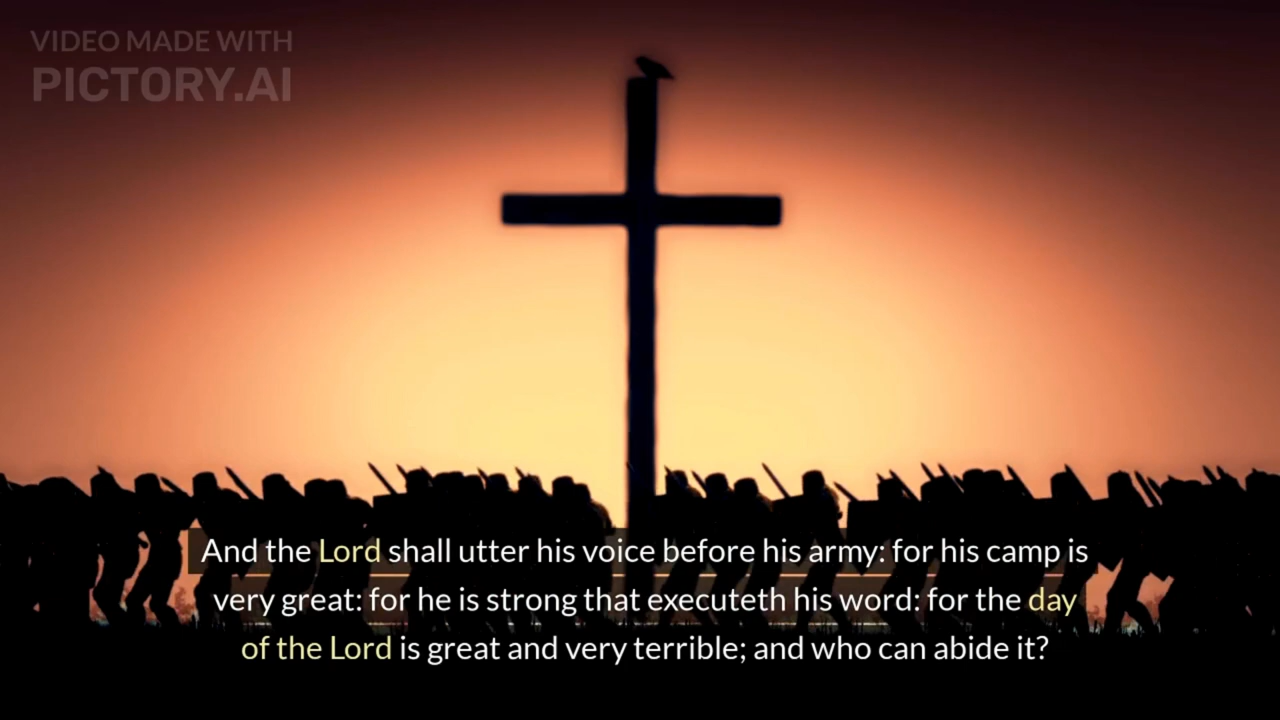 VIDEO MADE WITH
PICTORY.AI
And the Lord shall utter his voice before his army: for his camp is
very great: for he is strong that executeth his word: for the day
of the Lord is great and very terrible; and who can abide it?